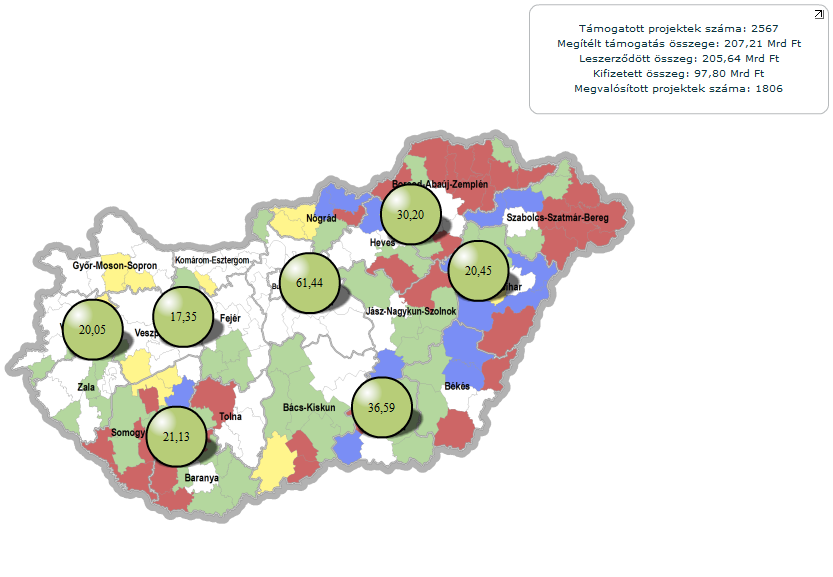 Támogatott projektek száma: 2567
Megítélt támogatás összege: 207,21 Mrd Ft
Leszerződött összeg: 205,64 Mrd Ft
Kifizetett összeg: 97,80 Mrd Ft
Megvalósított projektek száma: 1806
Borsod-Abaúj-Zemplén
30,20
Nógrád
Szabolcs-Szatmár-Bereg
Heves
Komárom-Esztergom
Győr-Moson-Sopron
20,45
61,44
Jász-Nagykun-Szolnok
17,35
Fejér
20,05
Zala
Békés
Bács-Kiskun
36,59
Tolna
Somogy
21,13
Baranya